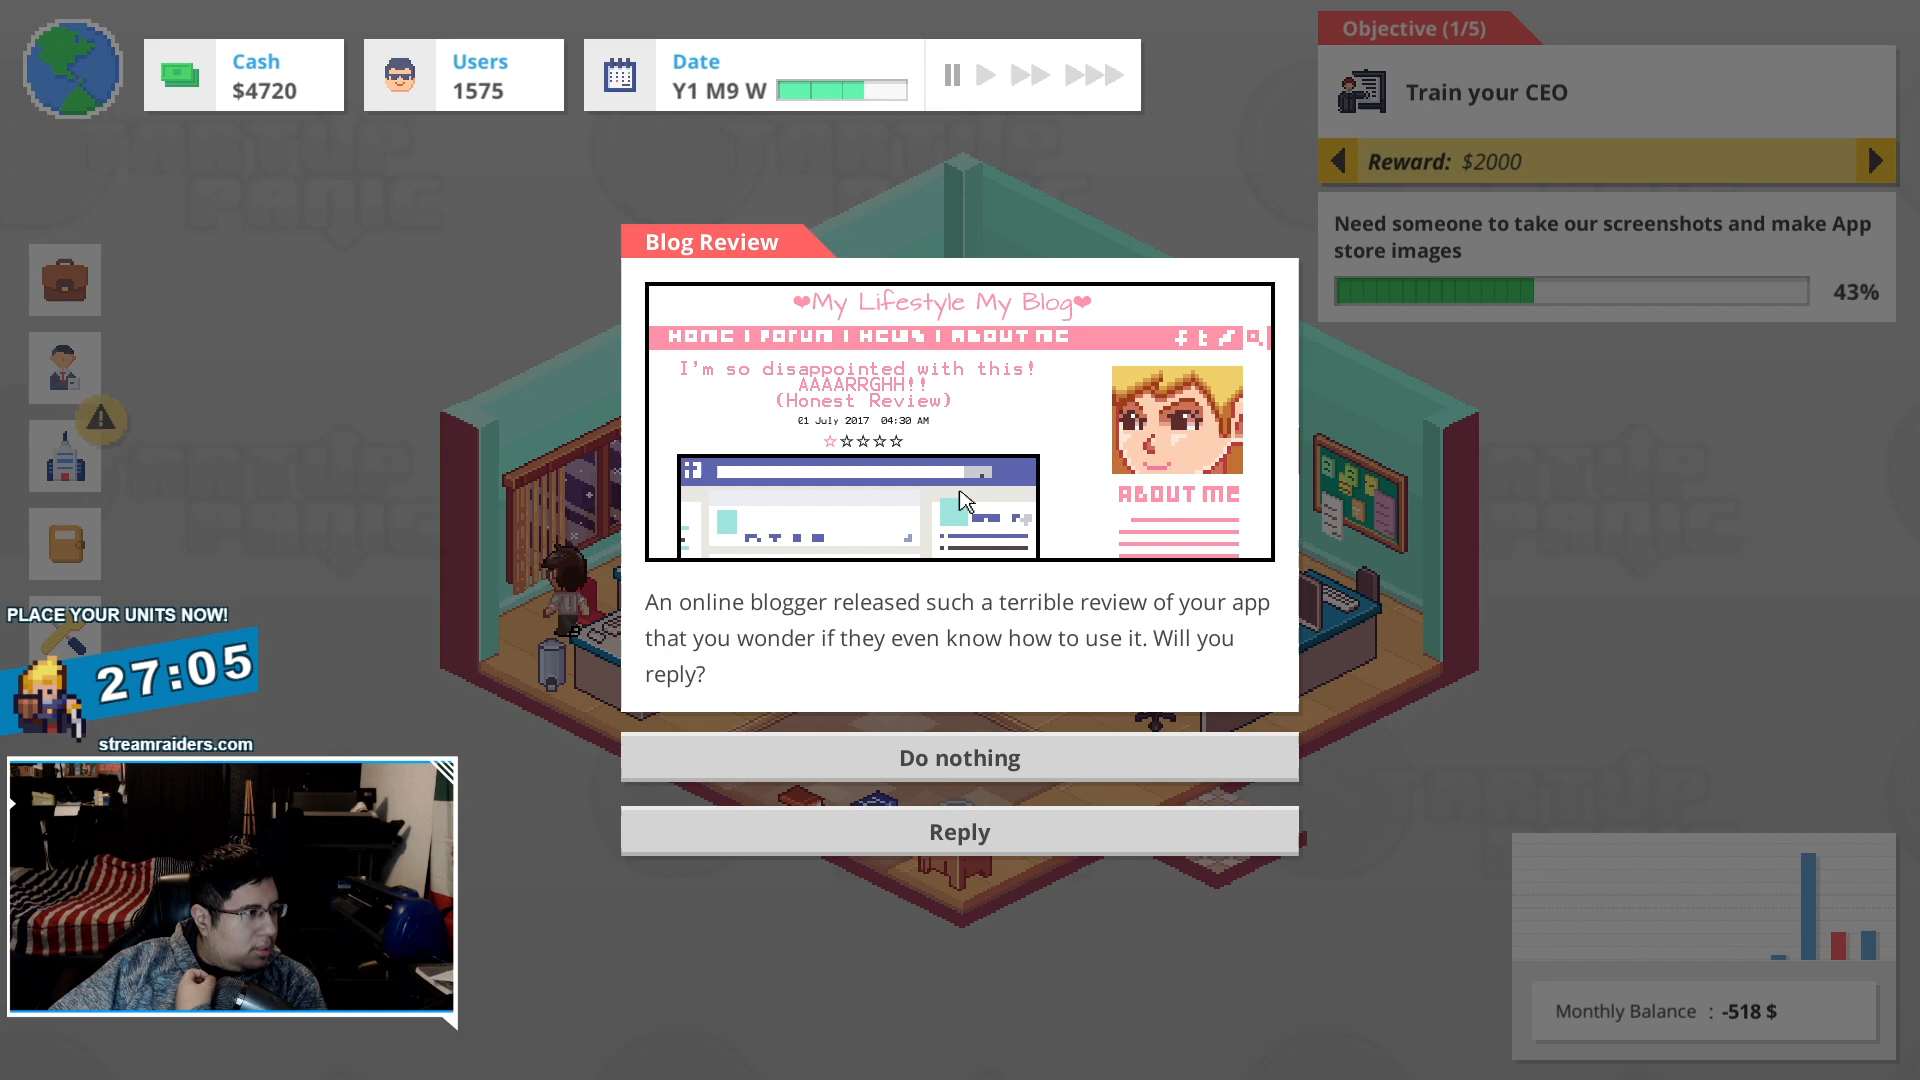 Cash
$4720
Users
1575
Date
Y1 M9 W
Objective (1/5)
Train your CEO
Reward: $2000
Need someone to take our screenshots and make App
store images
43%
Blog Review
❤My Lifestyle My Blog❤
HOME | FORUM | NEWS | ABOUT ME
I'm so disappointed with this!
AAAARRGHH!!
(Honest Review)
01 July 2017 04:30 AM
ABOUT ME
An online blogger released such a terrible review of your app
that you wonder if they even know how to use it. Will you
reply?
Do nothing
Reply
PLACE YOUR UNITS NOW!
27:05
streamraiders.com
Monthly Balance : -518 $
STARTUP
PANIC